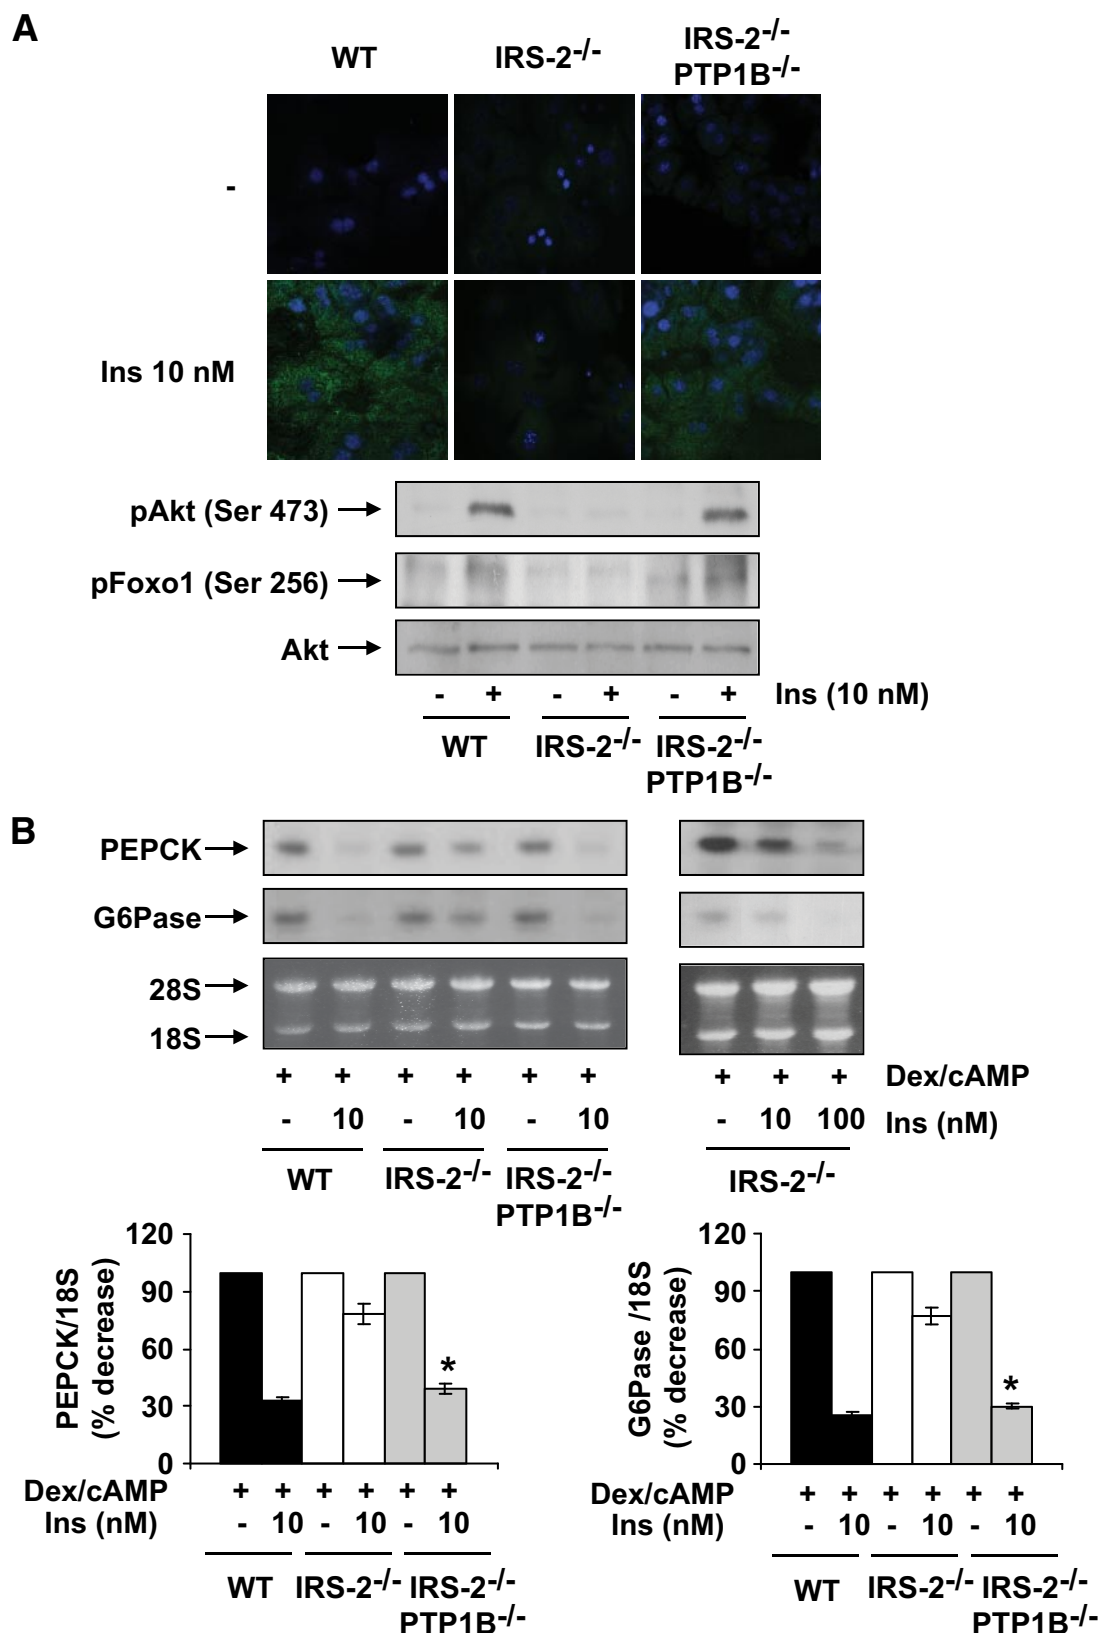 A
WT IRS-2-/- IRS-2-/-
PTP1B-/-
-
Ins 10 nM
pAkt (Ser 473)
pFoxo1 (Ser 256)
Akt
- + - + - + Ins (10 nM)
WT IRS-2-/- IRS-2-/-
PTP1B-/-
B
PEPCK
G6Pase
28S
18S
+ + + + + + + + + Dex/cAMP
- 10 - 10 - 10 - 10 100 Ins (nM)
WT IRS-2-/- IRS-2-/- IRS-2-/-
PTP1B-/-
PEPCK/18S
(% decrease)
120
90
60
30
0
*
Dex/cAMP + + + + + +
Ins (nM) - 10 - 10 - 10
WT IRS-2-/- IRS-2-/-
PTP1B-/-
G6Pase /18S
(% decrease)
120
90
60
30
0
*
Dex/cAMP + + + + + +
Ins (nM) - 10 - 10 - 10
WT IRS-2-/- IRS-2-/-
PTP1B-/-